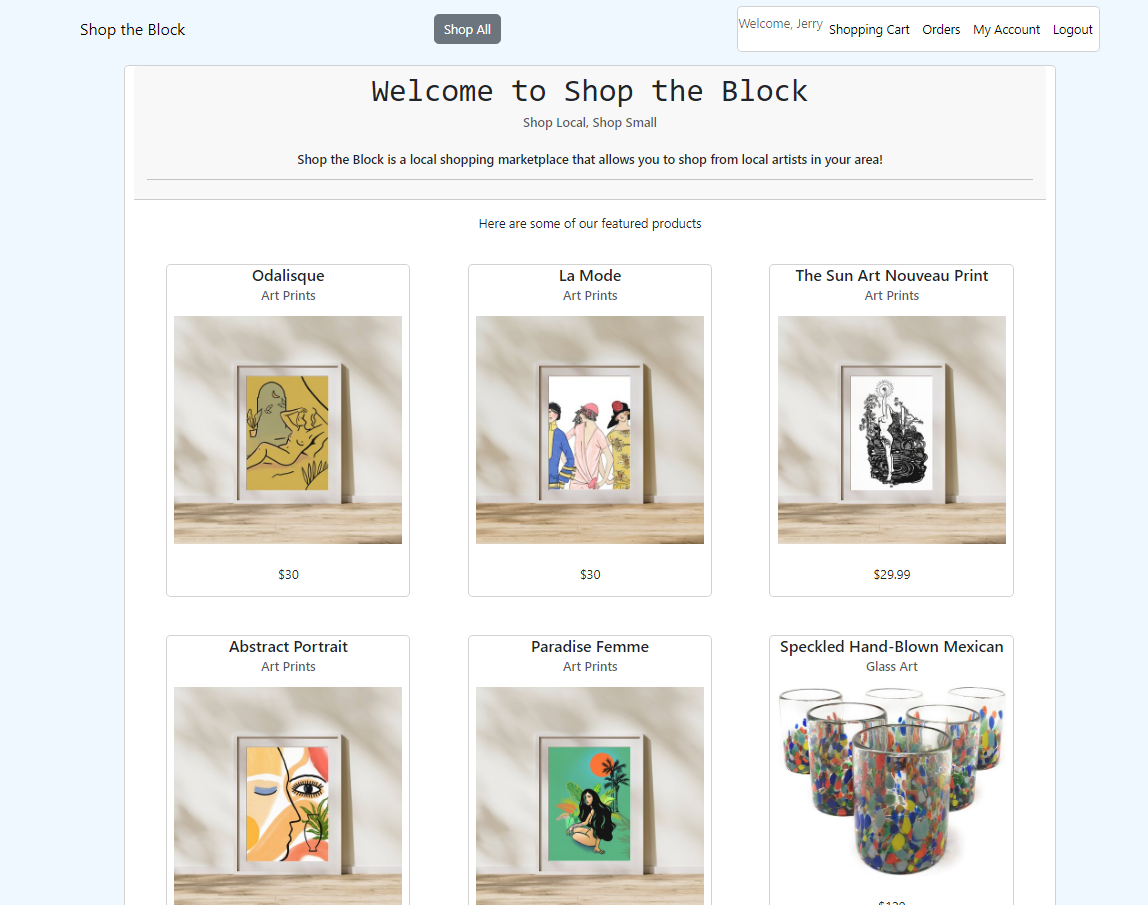 Shop the Block
Shop All
Welcome, Jerry
Shopping Cart
Orders
My Account
Logout
Welcome to Shop the Block
Shop Local, Shop Small
Shop the Block is a local shopping marketplace that allows you to shop from local artists in your area!
Here are some of our featured products
Odalisque
Art Prints
$30
La Mode
Art Prints
$30
The Sun Art Nouveau Print
Art Prints
$29.99
Abstract Portrait
Art Prints
Paradise Femme
Art Prints
Speckled Hand-Blown Mexican
Glass Art